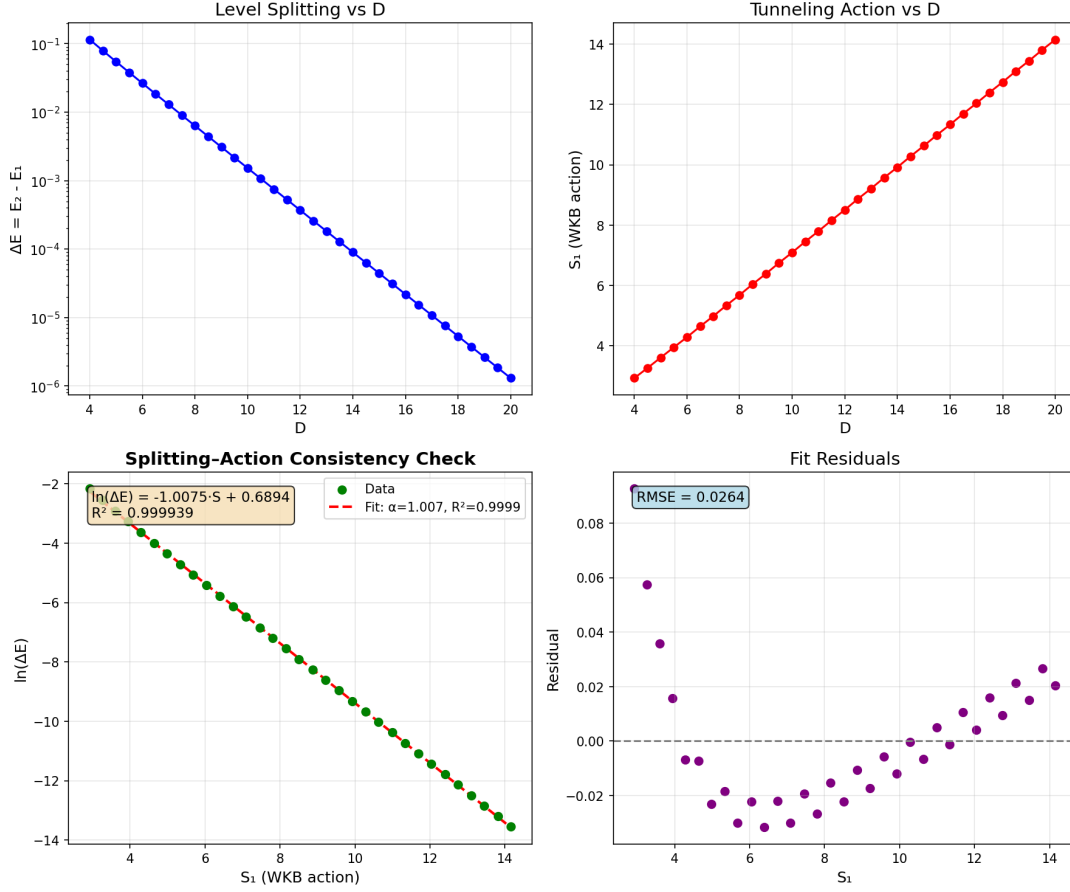 Level Splitting vs D
10⁻¹
10⁻²
10⁻³
10⁻⁴
10⁻⁵
10⁻⁶
ΔE = E₂ - E₁
4 6 8 10 12 14 16 18 20
D
Tunneling Action vs D
14
12
10
8
6
4
S₁ (WKB action)
4 6 8 10 12 14 16 18 20
D
Splitting–Action Consistency Check
ln(ΔE) = -1.0075·S + 0.6894
R² = 0.999939
Data
Fit: α=1.007, R²=0.9999
−2
−4
−6
−8
−10
−12
−14
ln(ΔE)
4 6 8 10 12 14
S₁ (WKB action)
Fit Residuals
RMSE = 0.0264
0.08
0.06
0.04
0.02
0.00
−0.02
Residual
4 6 8 10 12 14
S₁